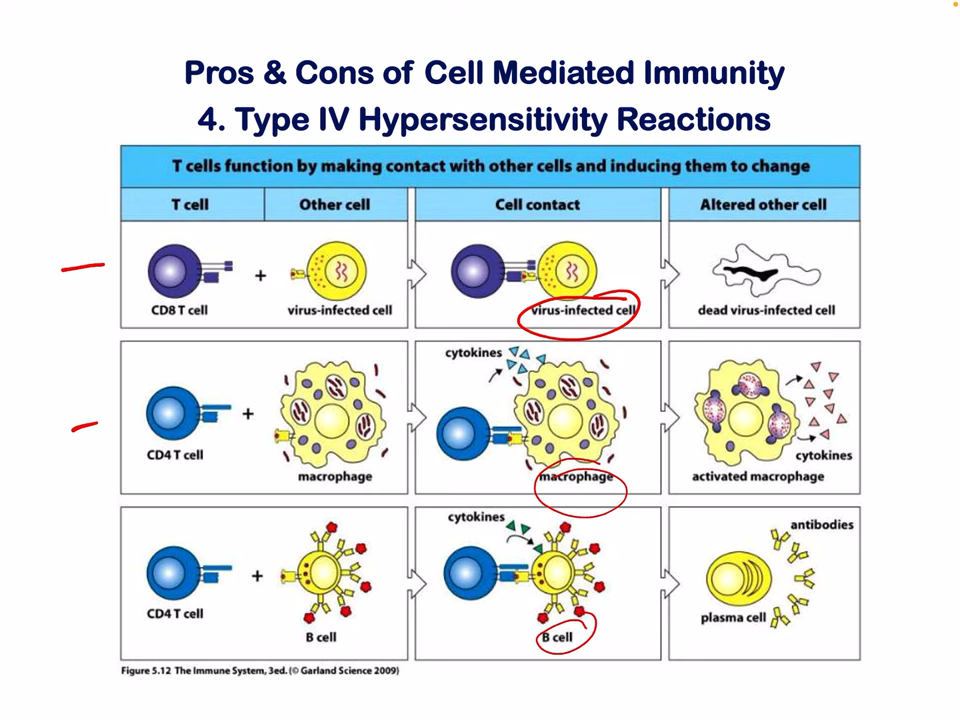 Pros & Cons of Cell Mediated Immunity
4. Type IV Hypersensitivity Reactions
T cells function by making contact with other cells and inducing them to change
T cell
Other cell
Cell contact
Altered other cell
CD8 T cell
virus-infected cell
virus-infected cell
dead virus-infected cell
cytokines
CD4 T cell
macrophage
macrophage
cytokines
activated macrophage
cytokines
antibodies
CD4 T cell
B cell
B cell
plasma cell
Figure 5.12 The Immune System, 3ed. (© Garland Science 2009)